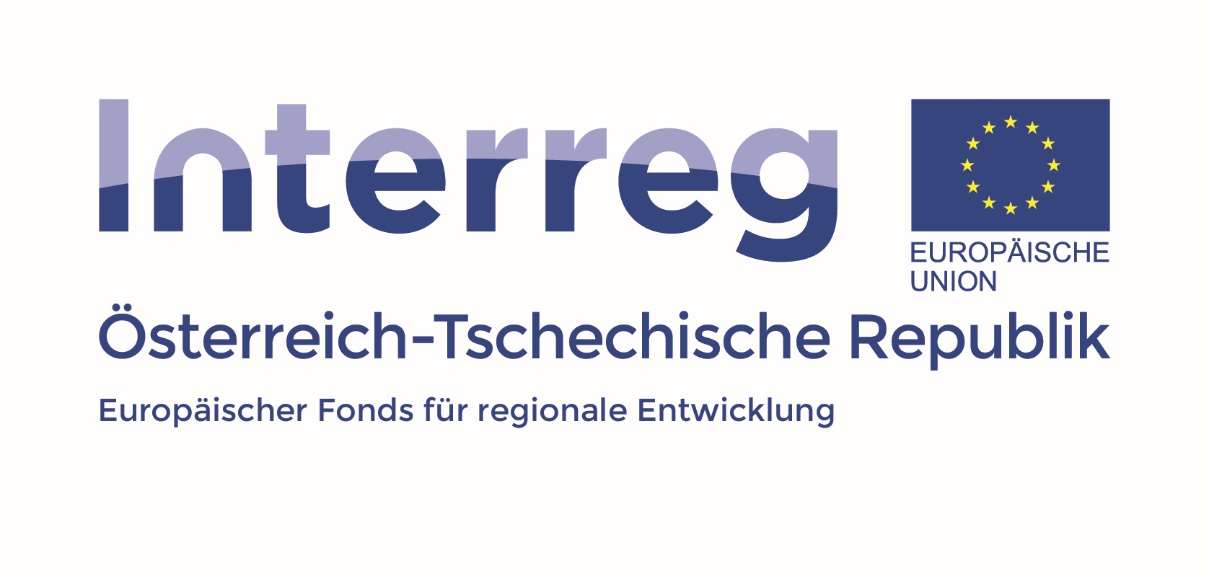 Interreg
EUROPÄISCHE
UNION
Österreich-Tschechische Republik
Europäischer Fonds für regionale Entwicklung